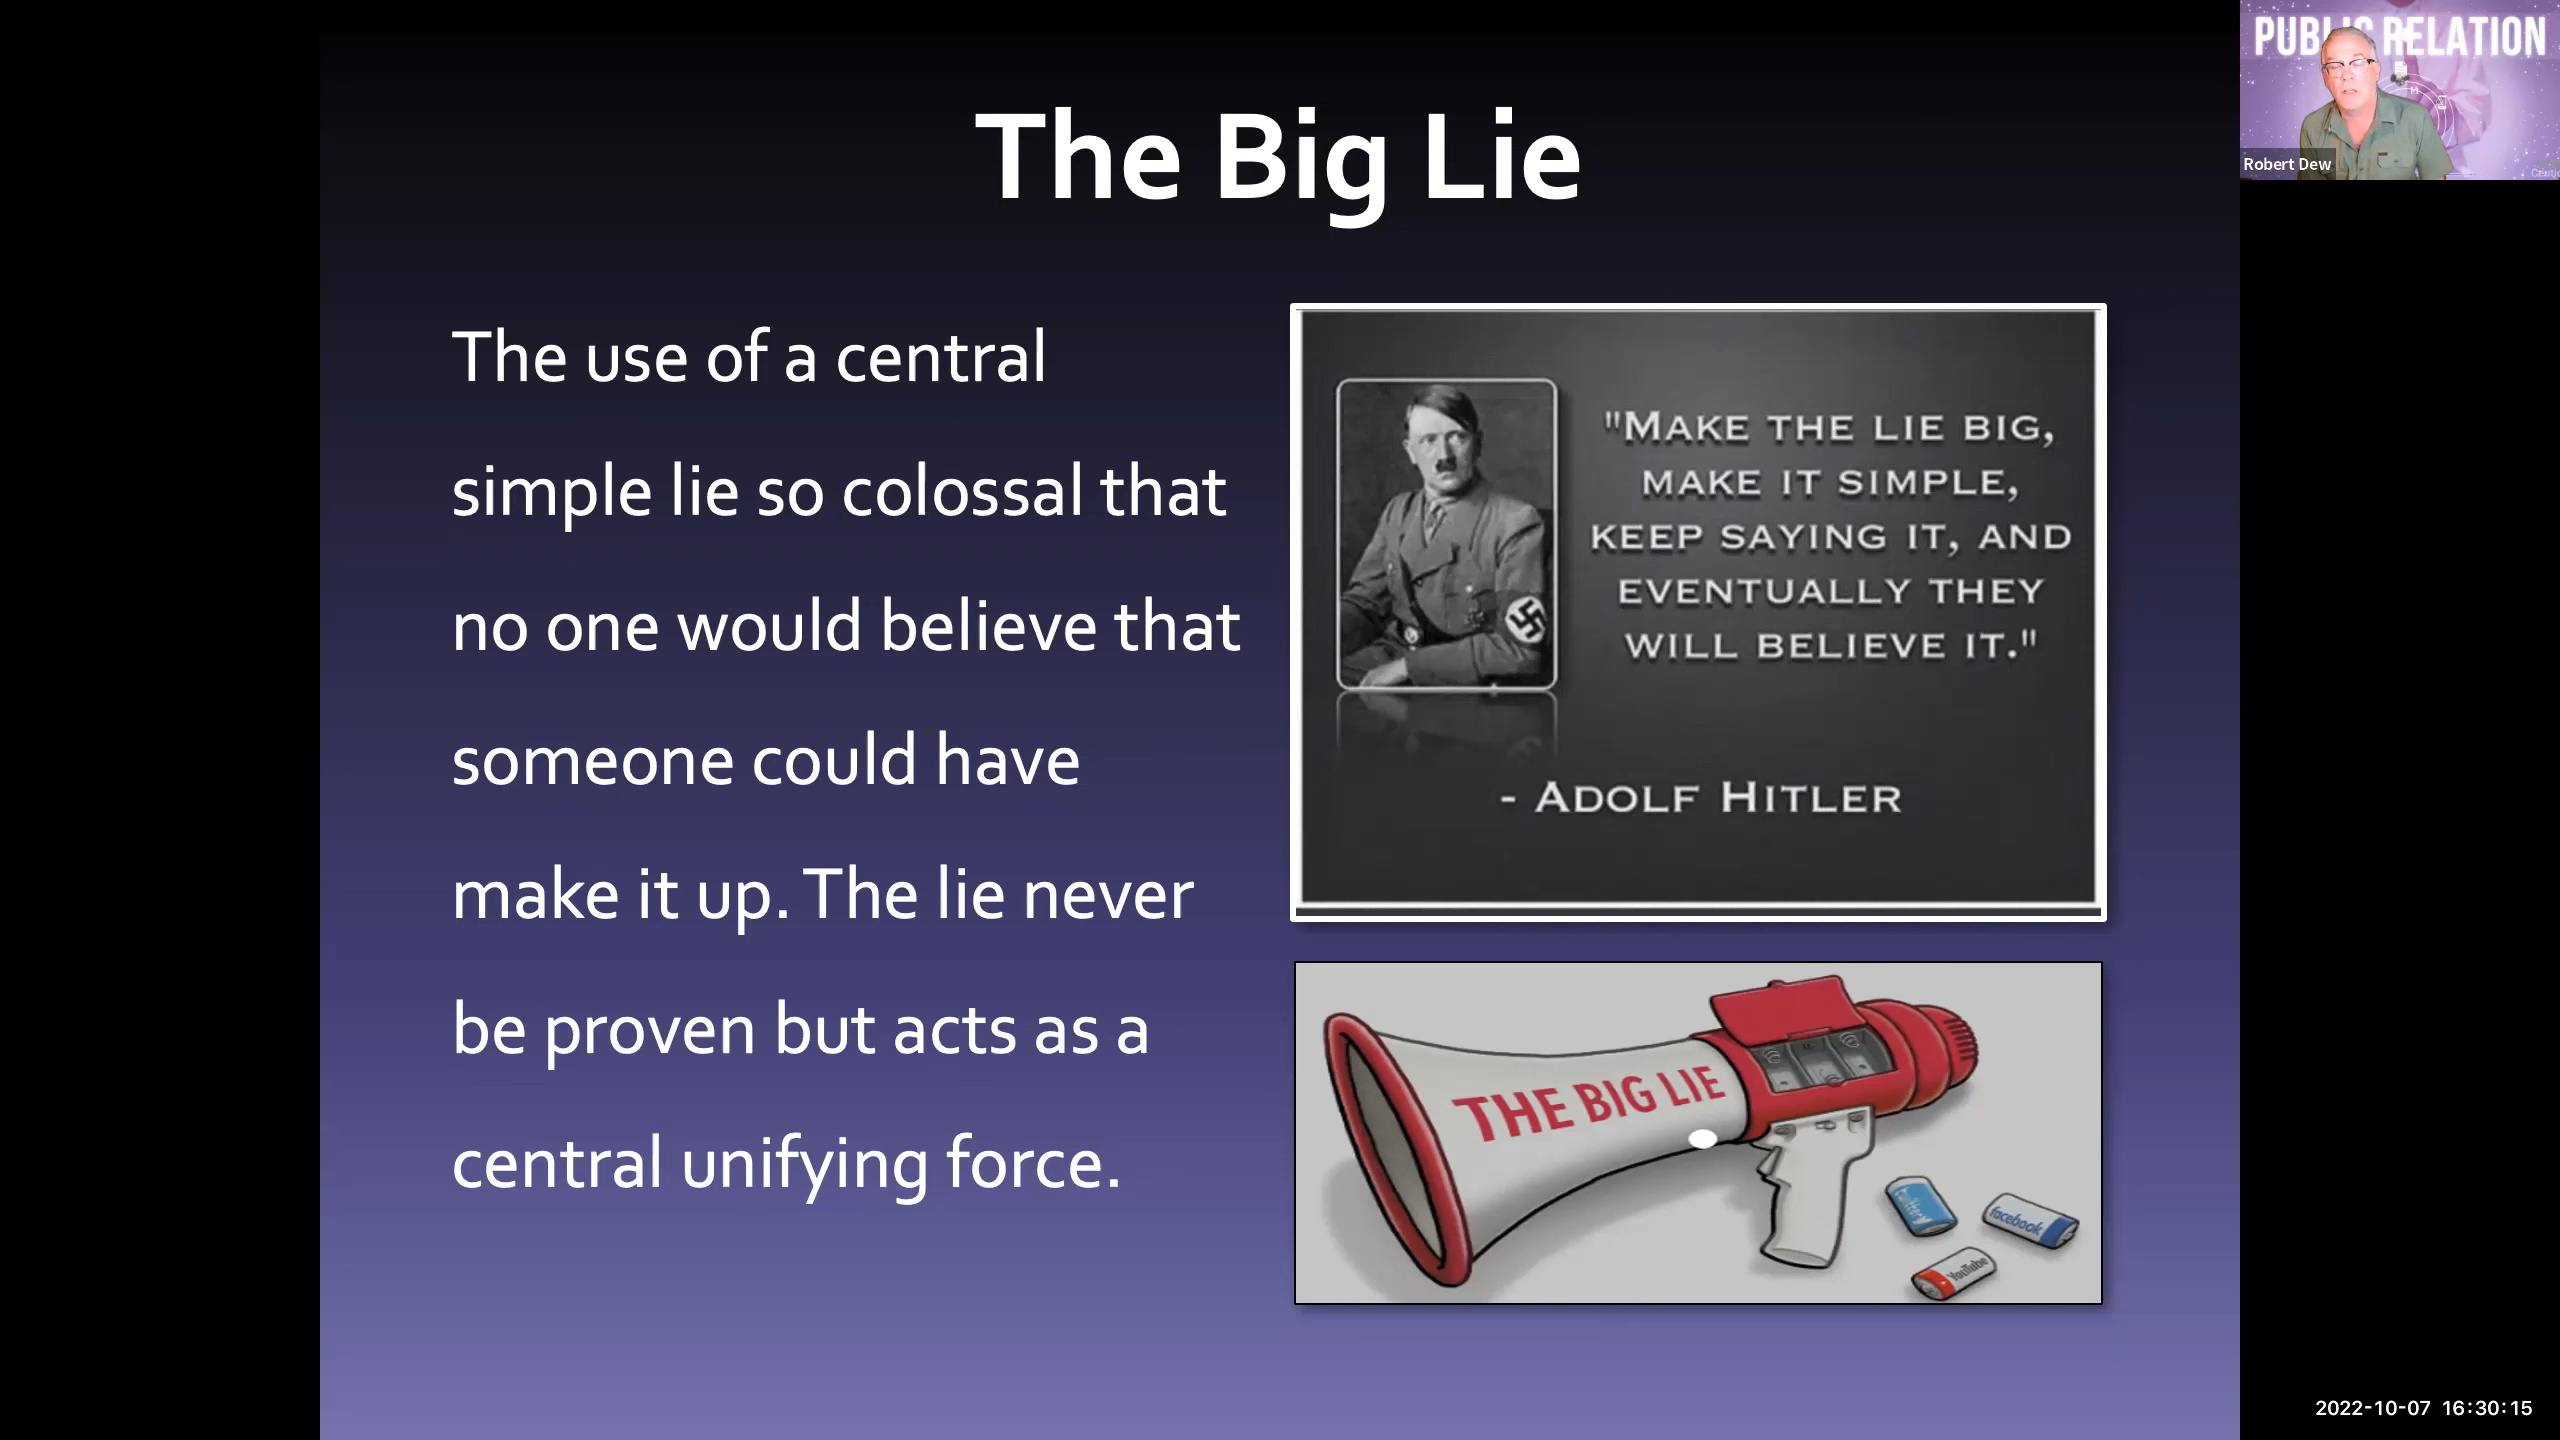 The Big Lie
The use of a central
simple lie so colossal that
no one would believe that
someone could have
make it up. The lie never
be proven but acts as a
central unifying force.
"MAKE THE LIE BIG,
MAKE IT SIMPLE,
KEEP SAYING IT, AND
EVENTUALLY THEY
WILL BELIEVE IT."
- ADOLF HITLER
THE BIG LIE
facebook
YouTube
PUBLIC RELATION
Robert Dew
2022-10-07 16:30:15